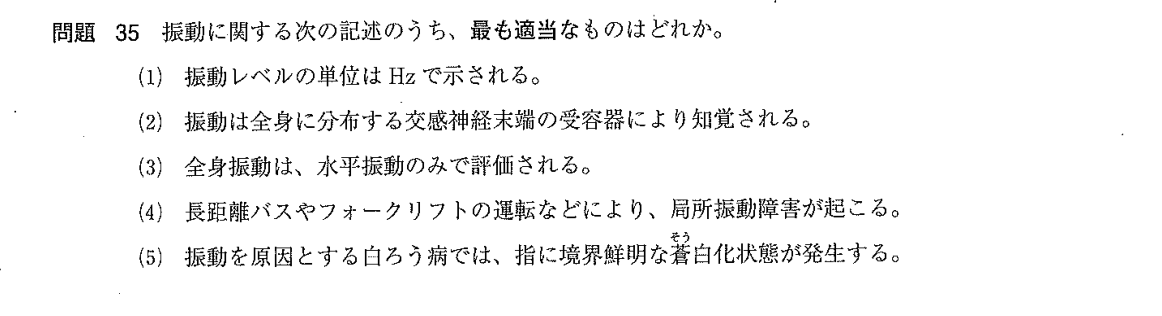 問題 35 振動に関する次の記述のうち、最も適当なものはどれか。
(1) 振動レベルの単位は Hz で示される。
(2) 振動は全身に分布する交感神経末端の受容器により知覚される。
(3) 全身振動は、水平振動のみで評価される。
(4) 長距離バスやフォークリフトの運転などにより、局所振動障害が起こる。
そう
(5) 振動を原因とする白ろう病では、指に境界鮮明な蒼白化状態が発生する。